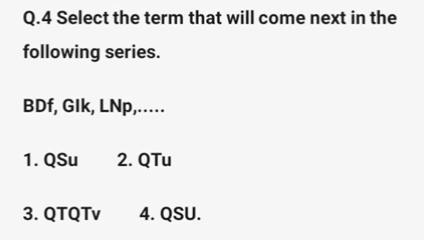 Q.4 Select the term that will come next in the
following series.
BDf, GIk, LNp,.....
1. QSu 2. QTu
3. QTQTv 4. QSU.